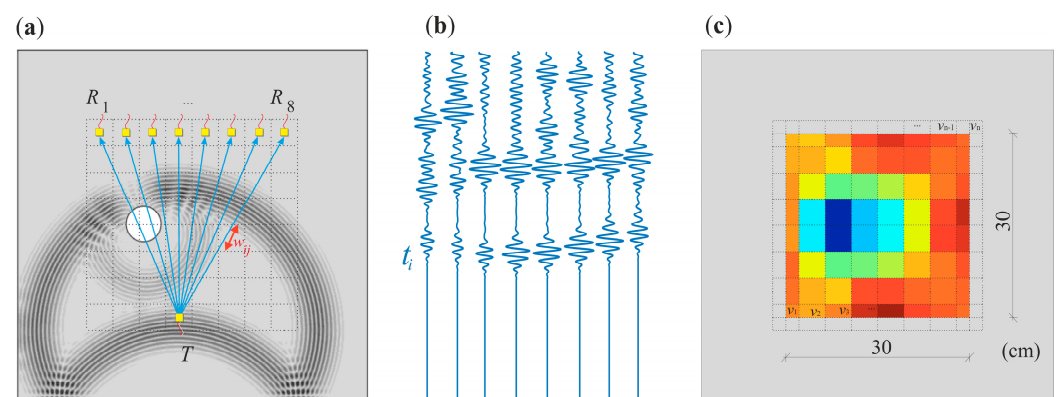 (a)
R1 ... R8
wij
T
(b)
ti
(c)
... vn-1 vn
v1 v2 v3 ...
30
30
(cm)